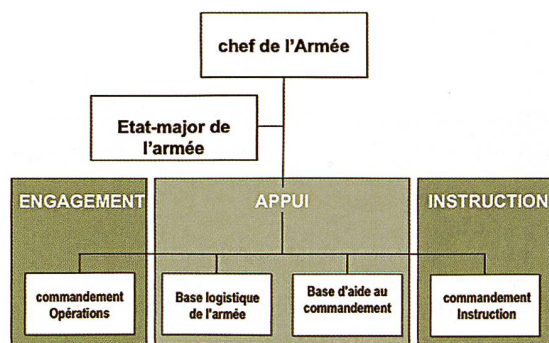 chef de l'Armée
Etat-major de
l'armée
ENGAGEMENT
APPUI
INSTRUCTION
commandement
Opérations
Base logistique
de l'armée
Base d'aide au
commandement
commandement
Instruction